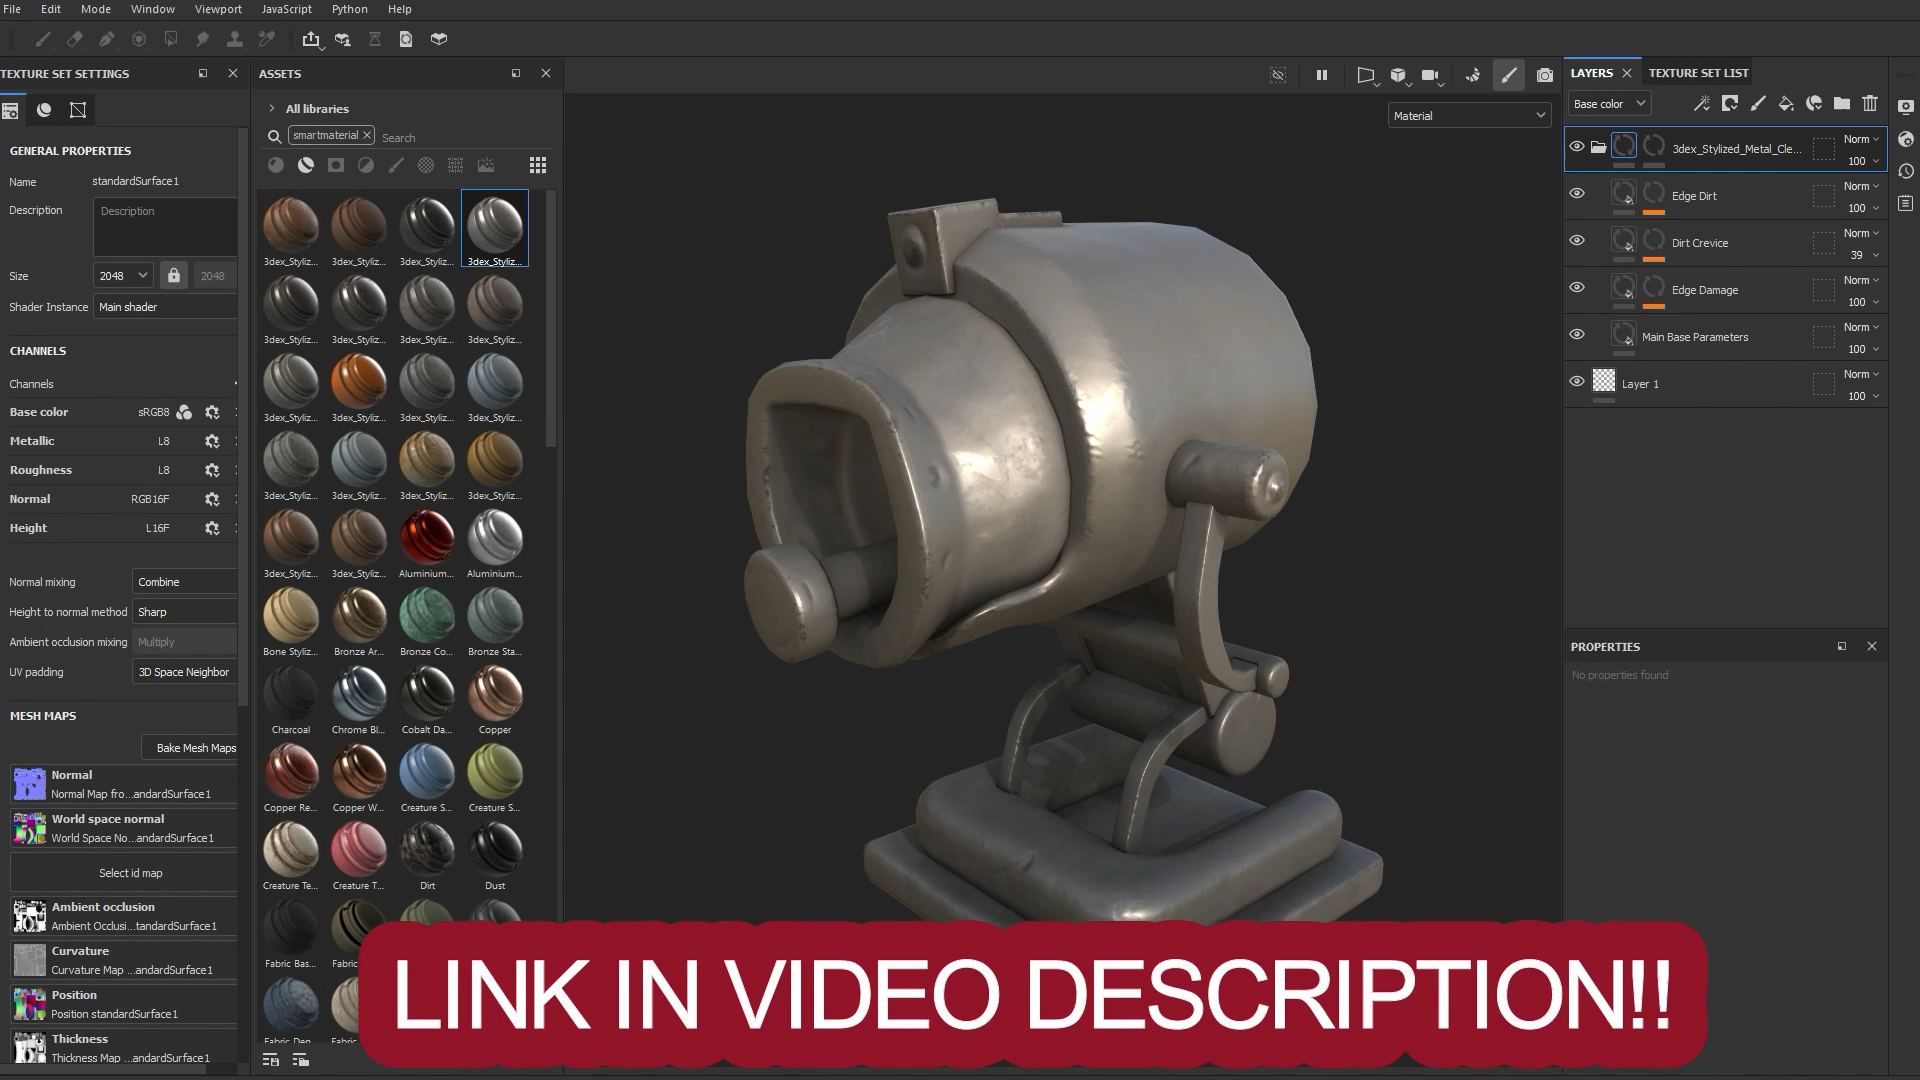 File Edit Mode Window Viewport JavaScript Python Help
TEXTURE SET SETTINGS
GENERAL PROPERTIES
Name standardSurface1
Description Description
Size 2048 2048
Shader Instance Main shader
CHANNELS
Channels
Base color sRGB8
Metallic L8
Roughness L8
Normal RGB16F
Height L16F
Normal mixing Combine
Height to normal method Sharp
Ambient occlusion mixing Multiply
UV padding 3D Space Neighbor
MESH MAPS
Bake Mesh Maps
Normal
Normal Map fro...andardSurface1
World space normal
World Space No...andardSurface1
Select id map
Ambient occlusion
Ambient Occlusi...tandardSurface1
Curvature
Curvature Map ...andardSurface1
Position
Position standardSurface1
Thickness
Thickness Map ...andardSurface1
ASSETS
All libraries
smartmaterial Search
3dex_Styliz... 3dex_Styliz... 3dex_Styliz... 3dex_Styliz...
3dex_Styliz... 3dex_Styliz... 3dex_Styliz... 3dex_Styliz...
3dex_Styliz... 3dex_Styliz... 3dex_Styliz... 3dex_Styliz...
3dex_Styliz... 3dex_Styliz... 3dex_Styliz... 3dex_Styliz...
3dex_Styliz... 3dex_Styliz... Aluminium... Aluminium...
Bone Styliz... Bronze Ar... Bronze Co... Bronze Sta...
Charcoal Chrome Bl... Cobalt Da... Copper
Copper Re... Copper W... Creature S... Creature S...
Creature Te... Creature T... Dirt Dust
Fabric Bas... Fabric
Fabric Den... Fabric
Material
LAYERS TEXTURE SET LIST
Base color
3dex_Stylized_Metal_Cle... Norm
100
Edge Dirt Norm
100
Dirt Crevice Norm
39
Edge Damage Norm
100
Main Base Parameters Norm
100
Layer 1 Norm
100
PROPERTIES
No properties found
LINK IN VIDEO DESCRIPTION!!